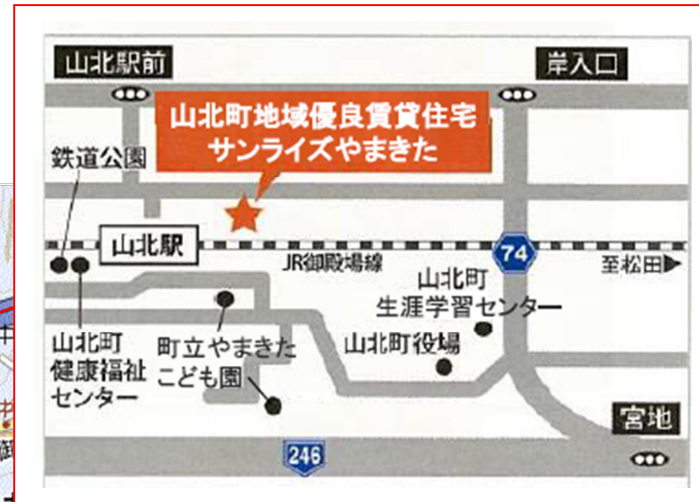 山北駅前
岸入口
山北町地域優良賃貸住宅
サンライズやまきた
鉄道公園
山北駅
JR御殿場線
74
至松田
山北町
生涯学習センター
山北町
健康福祉
センター
町立やまきた
こども園
山北町役場
宮地
246